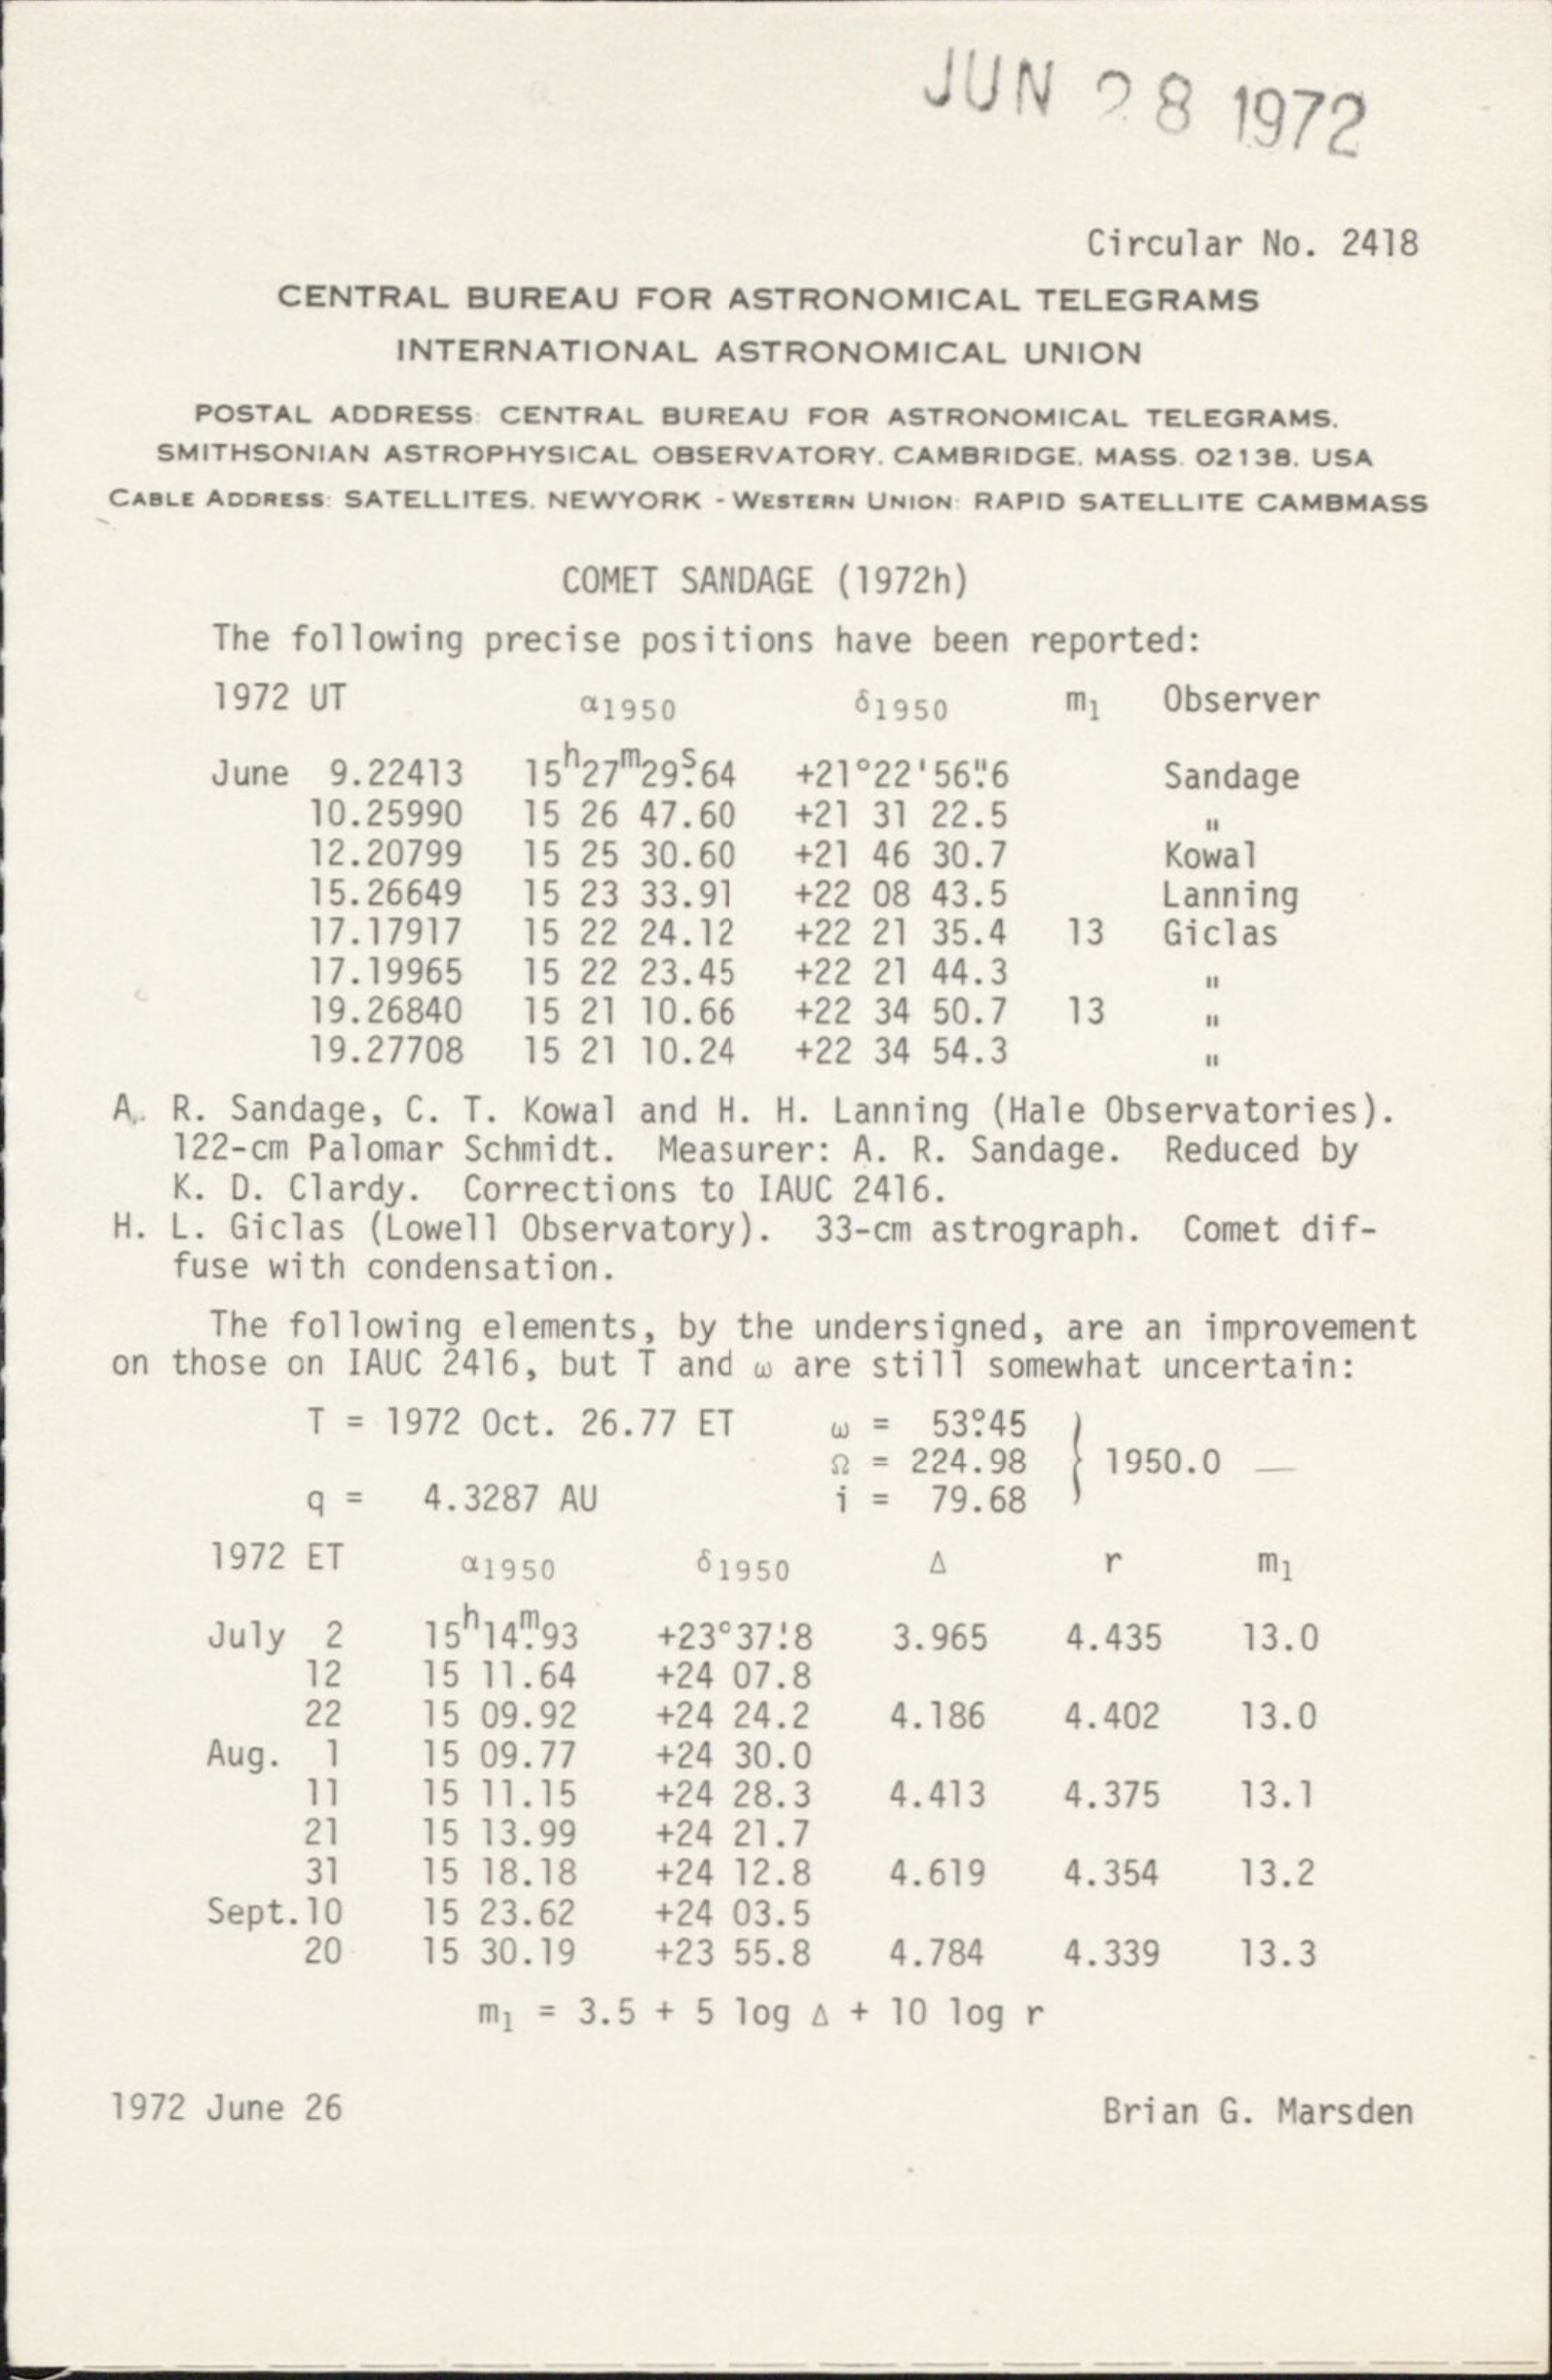 JUN 28 1972
Circular No. 2418
CENTRAL BUREAU FOR ASTRONOMICAL TELEGRAMS
INTERNATIONAL ASTRONOMICAL UNION
POSTAL ADDRESS: CENTRAL BUREAU FOR ASTRONOMICAL TELEGRAMS.
SMITHSONIAN ASTROPHYSICAL OBSERVATORY. CAMBRIDGE. MASS. 02138. USA
CABLE ADDRESS: SATELLITES. NEWYORK - WESTERN UNION: RAPID SATELLITE CAMBMASS
COMET SANDAGE (1972h)
The following precise positions have been reported:
1972 UT α1950 δ1950 m1 Observer
June 9.22413 15ʰ27ᵐ29ˢ.64 +21°22'56".6 Sandage
10.25990 15 26 47.60 +21 31 22.5 "
12.20799 15 25 30.60 +21 46 30.7 Kowal
15.26649 15 23 33.91 +22 08 43.5 Lanning
17.17917 15 22 24.12 +22 21 35.4 13 Giclas
17.19965 15 22 23.45 +22 21 44.3 "
19.26840 15 21 10.66 +22 34 50.7 13 "
19.27708 15 21 10.24 +22 34 54.3 "
A. R. Sandage, C. T. Kowal and H. H. Lanning (Hale Observatories).
122-cm Palomar Schmidt. Measurer: A. R. Sandage. Reduced by
K. D. Clardy. Corrections to IAUC 2416.
H. L. Giclas (Lowell Observatory). 33-cm astrograph. Comet dif-
fuse with condensation.
The following elements, by the undersigned, are an improvement
on those on IAUC 2416, but T and ω are still somewhat uncertain:
T = 1972 Oct. 26.77 ET ω = 53°.45
Ω = 224.98 } 1950.0 —
q = 4.3287 AU i = 79.68
1972 ET α1950 δ1950 Δ r m1
July 2 15ʰ14ᵐ.93 +23°37'.8 3.965 4.435 13.0
12 15 11.64 +24 07.8
22 15 09.92 +24 24.2 4.186 4.402 13.0
Aug. 1 15 09.77 +24 30.0
11 15 11.15 +24 28.3 4.413 4.375 13.1
21 15 13.99 +24 21.7
31 15 18.18 +24 12.8 4.619 4.354 13.2
Sept.10 15 23.62 +24 03.5
20 15 30.19 +23 55.8 4.784 4.339 13.3
m1 = 3.5 + 5 log Δ + 10 log r
1972 June 26 Brian G. Marsden